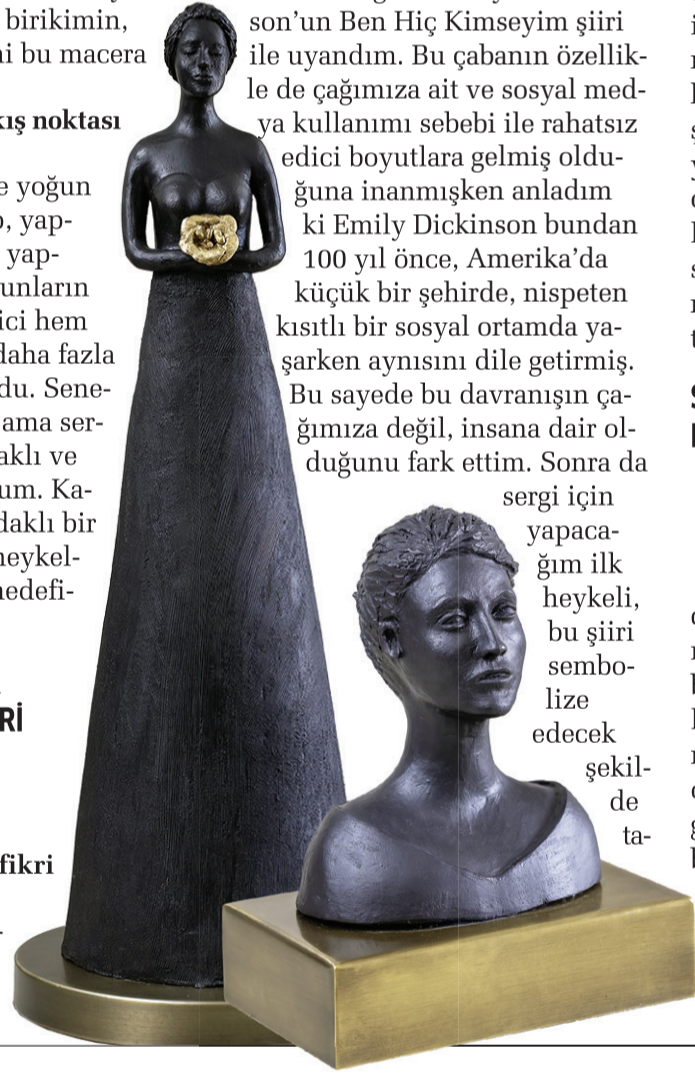 birikimin,
ni bu macera
kış noktası
e yoğun
o, yap-
yap-
unların
ici hem
daha fazla
du. Sene-
ama ser-
aklı ve
um. Ka-
daklı bir
heykel-
hedefi-
Rİ
fikri
son’un Ben Hiç Kimseyim şiiri
ile uyandım. Bu çabanın özellik-
le de çağımıza ait ve sosyal med-
ya kullanımı sebebi ile rahatsız
edici boyutlara gelmiş oldu-
ğuna inanmışken anladım
ki Emily Dickinson bundan
100 yıl önce, Amerika’da
küçük bir şehirde, nispeten
kısıtlı bir sosyal ortamda ya-
şarken aynısını dile getirmiş.
Bu sayede bu davranışın ça-
ğımıza değil, insana dair ol-
duğunu fark ettim. Sonra da
sergi için
yapaca-
ğım ilk
heykeli,
bu şiiri
sembo-
lize
edecek
şekil-
de
ta-